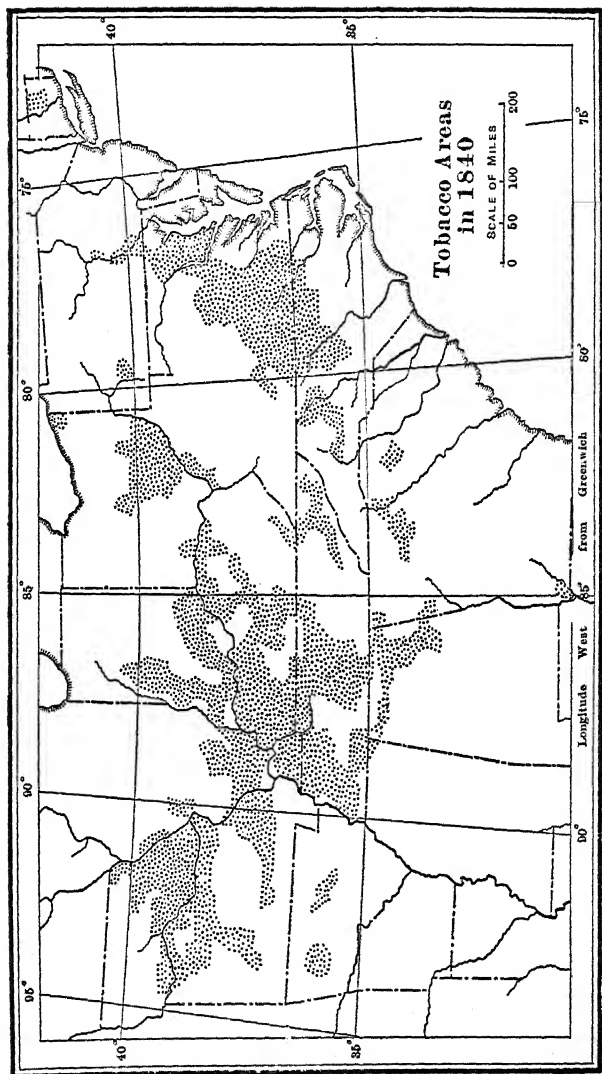 95°
90°
85°
80°
75°
40°
40°
35°
35°
Tobacco Areas
in 1840
SCALE OF MILES
0 50 100 200
90° Longitude West 85° from Greenwich 80° 75°